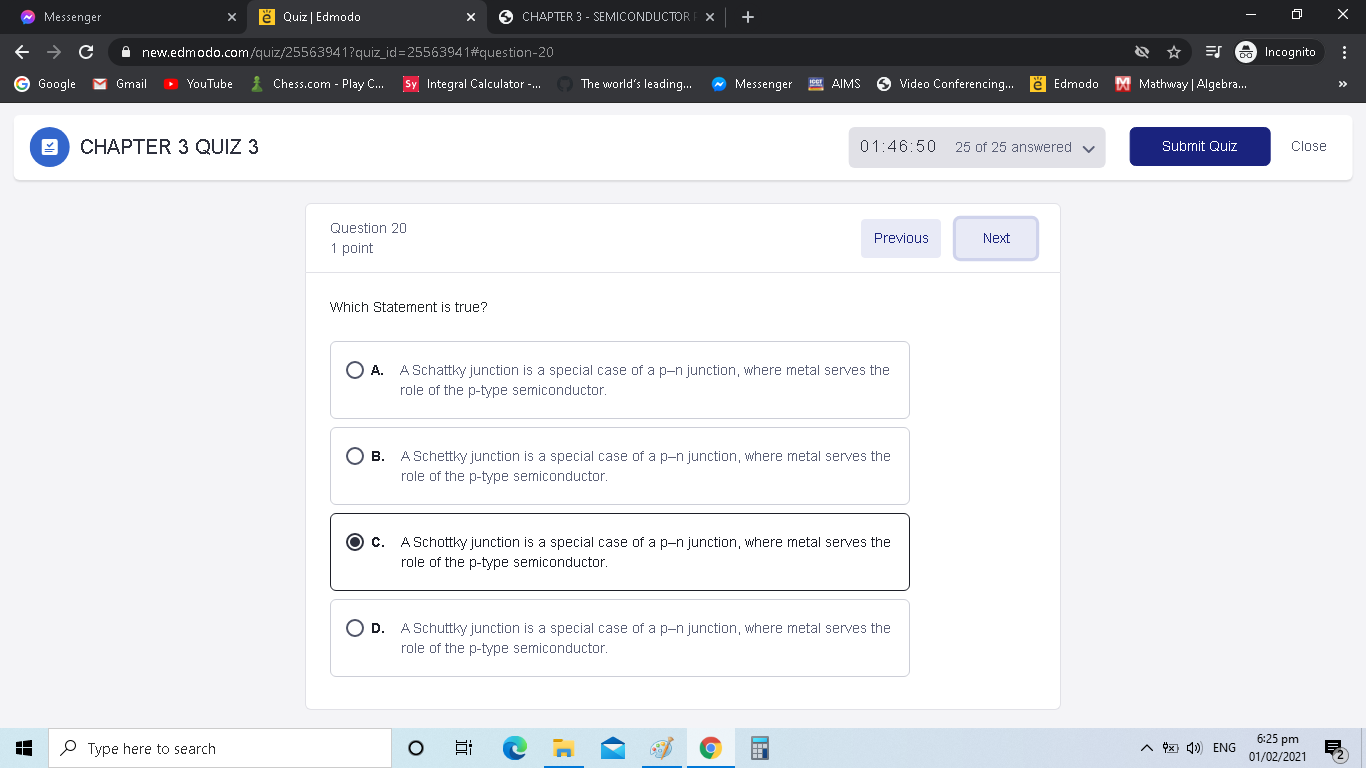 Messenger
Quiz | Edmodo
CHAPTER 3 - SEMICONDUCTOR
new.edmodo.com/quiz/25563941?quiz_id=25563941#question-20
Incognito
Google Gmail YouTube Chess.com - Play C... Sy Integral Calculator -... The world's leading... Messenger AIMS Video Conferencing... Edmodo Mathway | Algebra... »
CHAPTER 3 QUIZ 3
01:46:50 25 of 25 answered
Submit Quiz
Close
Question 20
1 point
Previous
Next
Which Statement is true?
A. A Schattky junction is a special case of a p–n junction, where metal serves the
role of the p-type semiconductor.
B. A Schettky junction is a special case of a p–n junction, where metal serves the
role of the p-type semiconductor.
C. A Schottky junction is a special case of a p–n junction, where metal serves the
role of the p-type semiconductor.
D. A Schuttky junction is a special case of a p–n junction, where metal serves the
role of the p-type semiconductor.
Type here to search
ENG
6:25 pm
01/02/2021
2